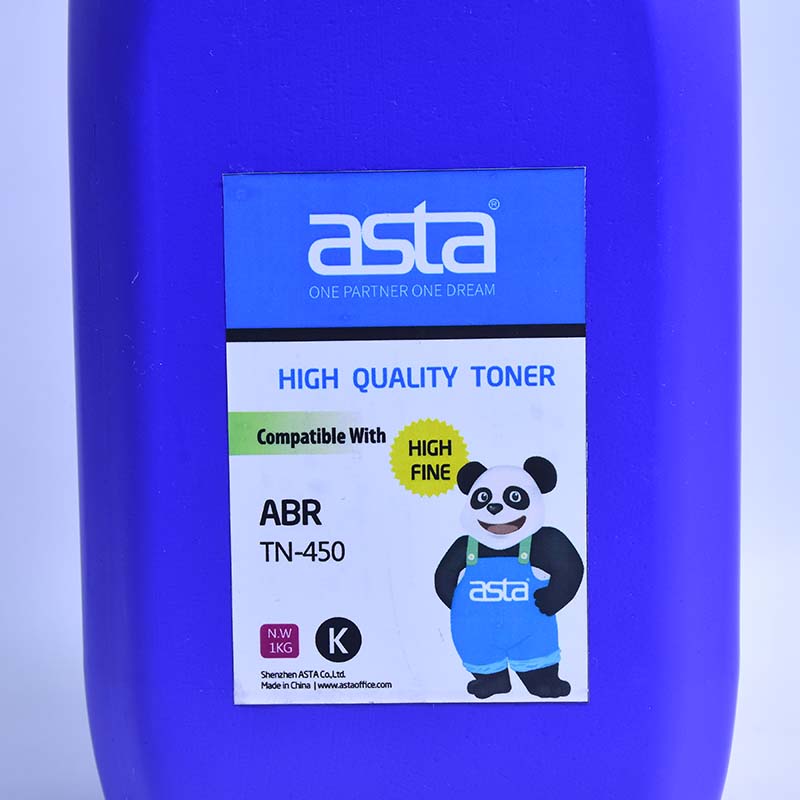 asta®
ONE PARTNER ONE DREAM
HIGH QUALITY TONER
Compatible With
HIGH
FINE
ABR
TN-450
asta
N.W
1KG
K
Shenzhen ASTA Co.,Ltd.
Made in China | www.astaoffice.com